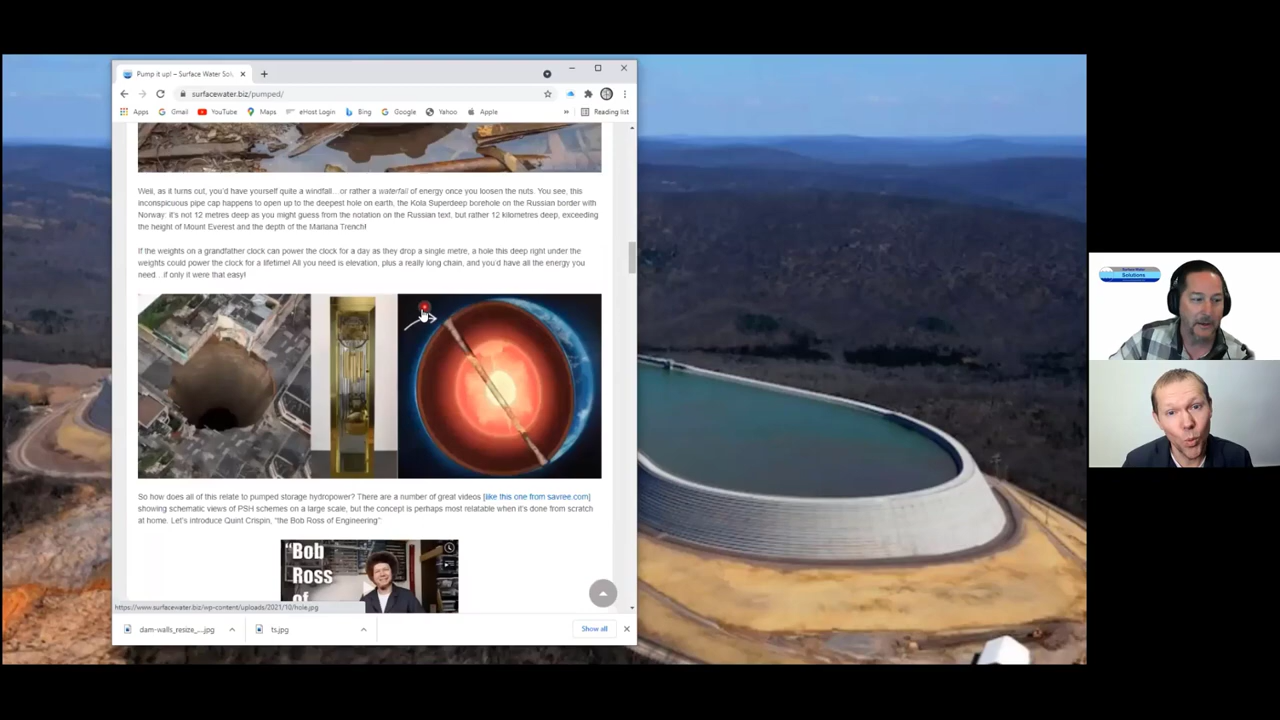 Pump it up! – Surface Water Sol
surfacewater.biz/pumped/
Apps
Gmail
YouTube
Maps
eHost Login
Bing
Google
Yahoo
Apple
»
Reading list
Well, as it turns out, you'd have yourself quite a windfall…or rather a waterfall of energy once you loosen the nuts. You see, this
inconspicuous pipe cap happens to open up to the deepest hole on earth, the Kola Superdeep borehole on the Russian border with
Norway: it's not 12 metres deep as you might guess from the notation on the Russian text, but rather 12 kilometres deep, exceeding
the height of Mount Everest and the depth of the Mariana Trench!
If the weights on a grandfather clock can power the clock for a day as they drop a single metre, a hole this deep right under the
weights could power the clock for a lifetime! All you need is elevation, plus a really long chain, and you'd have all the energy you
need…if only it were that easy!
So how does all of this relate to pumped storage hydropower? There are a number of great videos [like this one from savree.com]
showing schematic views of PSH schemes on a large scale, but the concept is perhaps most relatable when it's done from scratch
at home. Let's introduce Quint Crispin, "the Bob Ross of Engineering"
"Bob
Ross
of
https://www.surfacewater.biz/wp-content/uploads/2021/10/hole.jpg
dam-walls_resize_....jpg
ts.jpg
Show all
Surface Water
Solutions